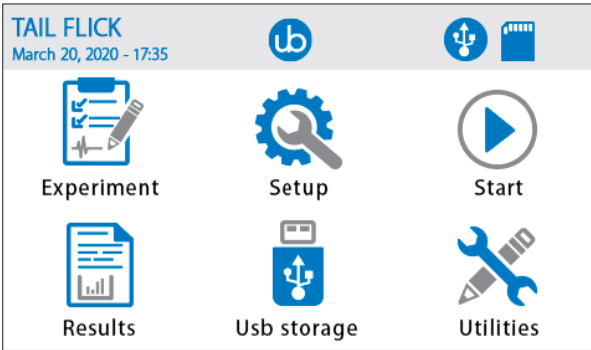 TAIL FLICK
March 20, 2020 - 17:35
ub
Experiment
Setup
Start
Results
Usb storage
Utilities